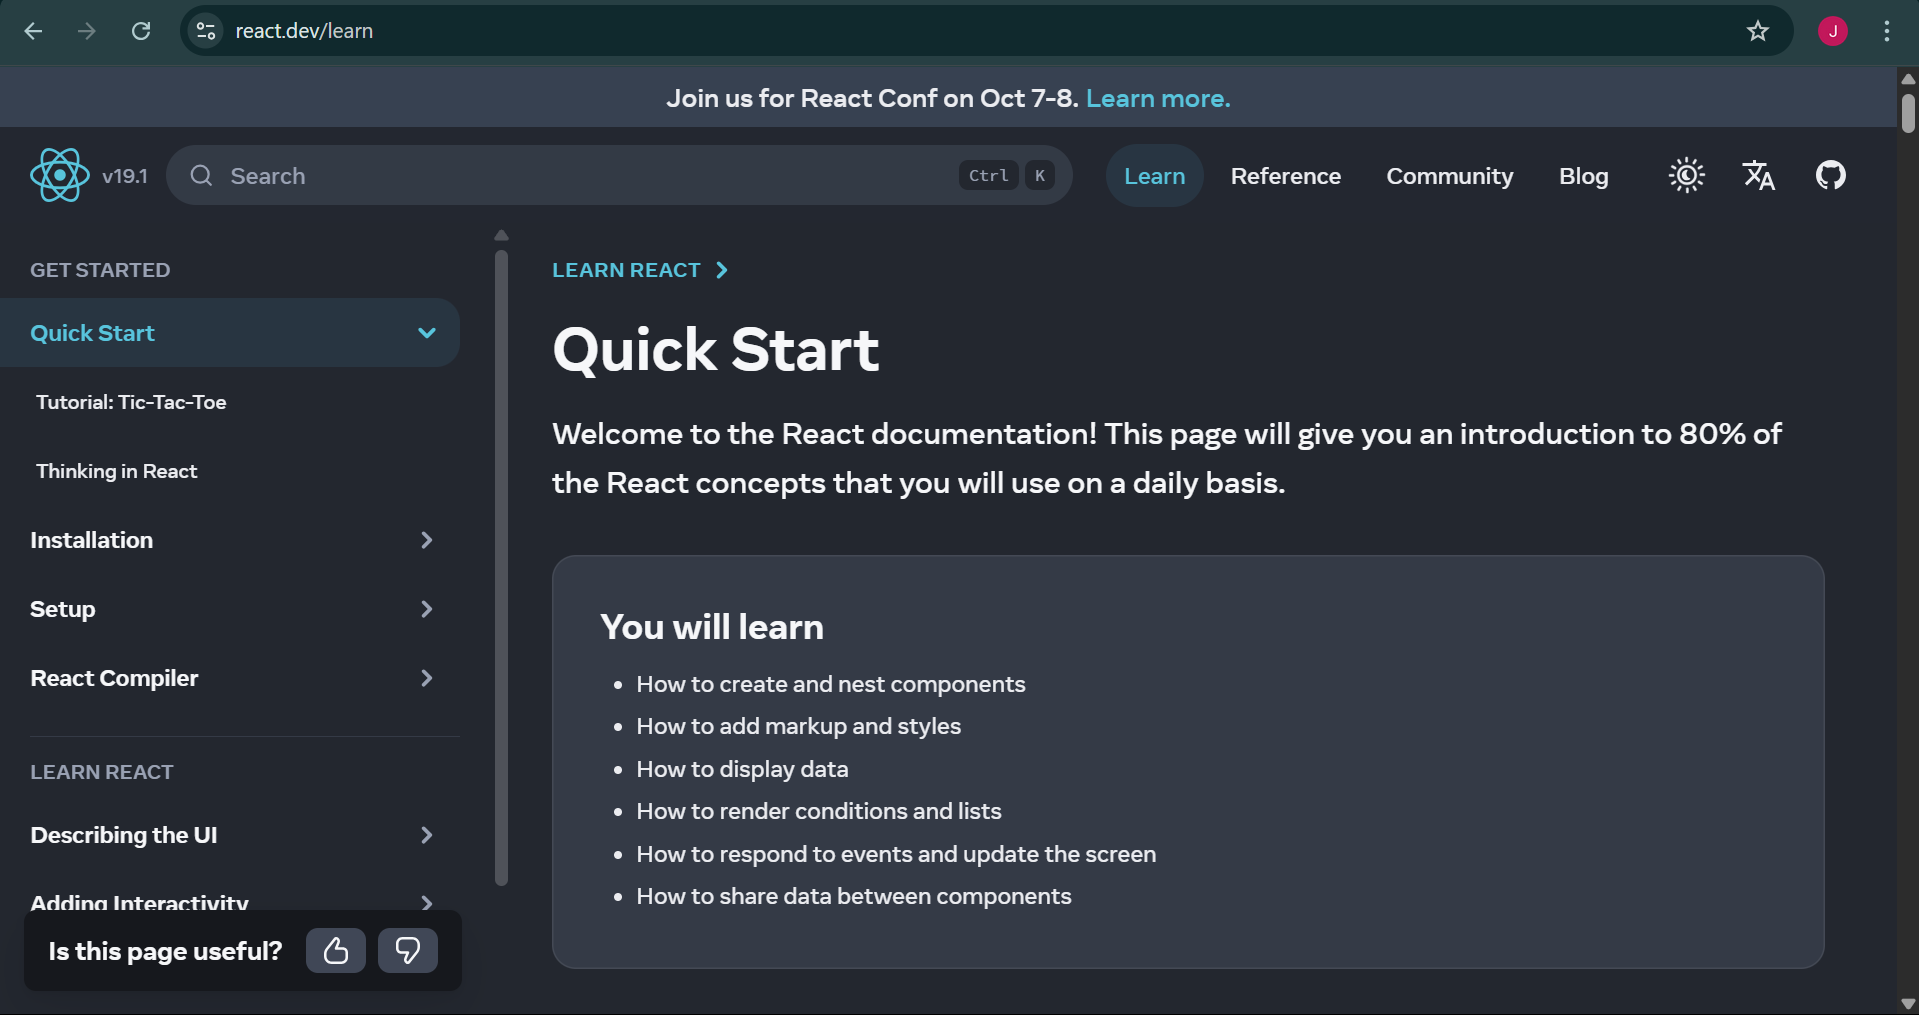 react.dev/learn
J
Join us for React Conf on Oct 7-8. Learn more.
v19.1
Search
Ctrl K
Learn
Reference
Community
Blog
GET STARTED
Quick Start
Tutorial: Tic-Tac-Toe
Thinking in React
Installation
Setup
React Compiler
LEARN REACT
Describing the UI
Adding Interactivity
Is this page useful?
LEARN REACT
Quick Start
Welcome to the React documentation! This page will give you an introduction to 80% of
the React concepts that you will use on a daily basis.
You will learn
• How to create and nest components
• How to add markup and styles
• How to display data
• How to render conditions and lists
• How to respond to events and update the screen
• How to share data between components